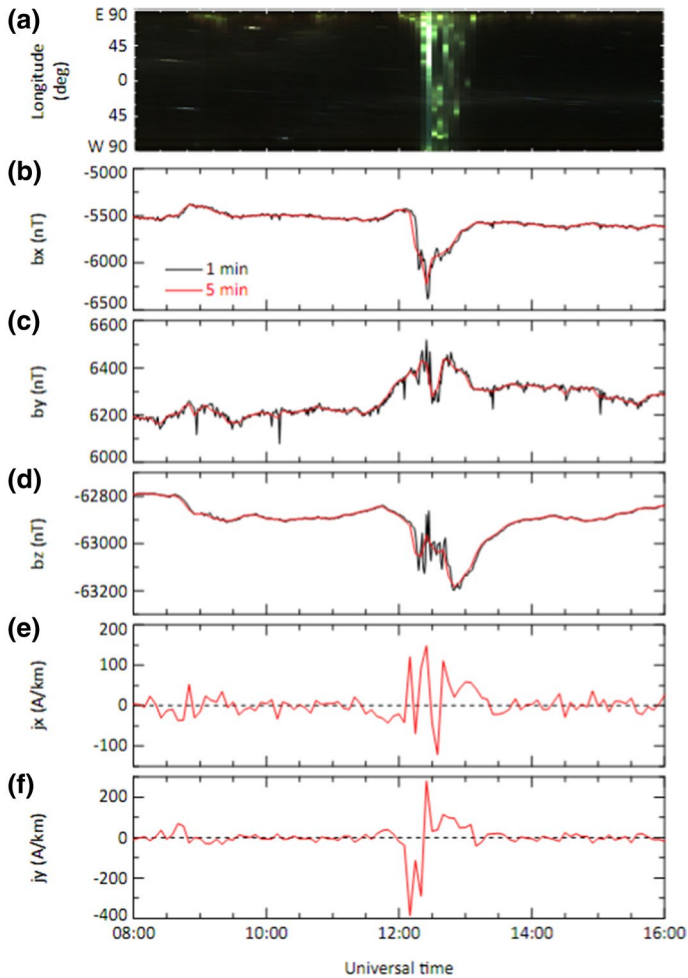 (a)
E 90
45
0
45
W 90
Longitude
(deg)
(b)
-5000
-5500
-6000
-6500
bx (nT)
1 min
5 min
(c)
6600
6400
6200
6000
by (nT)
(d)
-62800
-63000
-63200
bz (nT)
(e)
200
100
0
-100
jx (A/km)
(f)
200
0
-200
-400
jy (A/km)
08:00
10:00
12:00
14:00
16:00
Universal time